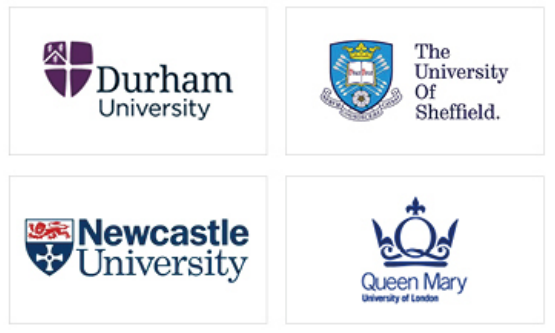 Durham
University
The
University
Of
Sheffield.
Newcastle
University
Queen Mary
University of London